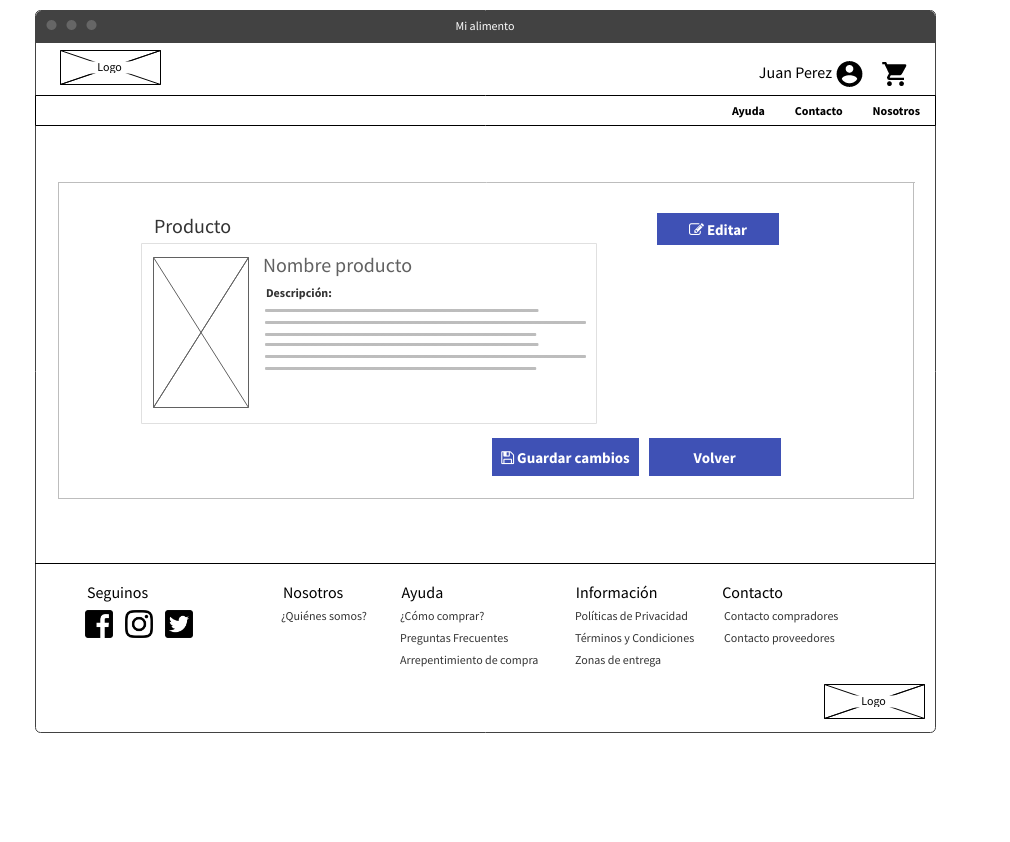 Mi alimento
Logo
Juan Perez
Ayuda Contacto Nosotros
Producto
Editar
Nombre producto
Descripción:
Guardar cambios
Volver
Seguinos
Nosotros
¿Quiénes somos?
Ayuda
¿Cómo comprar?
Preguntas Frecuentes
Arrepentimiento de compra
Información
Políticas de Privacidad
Términos y Condiciones
Zonas de entrega
Contacto
Contacto compradores
Contacto proveedores
Logo